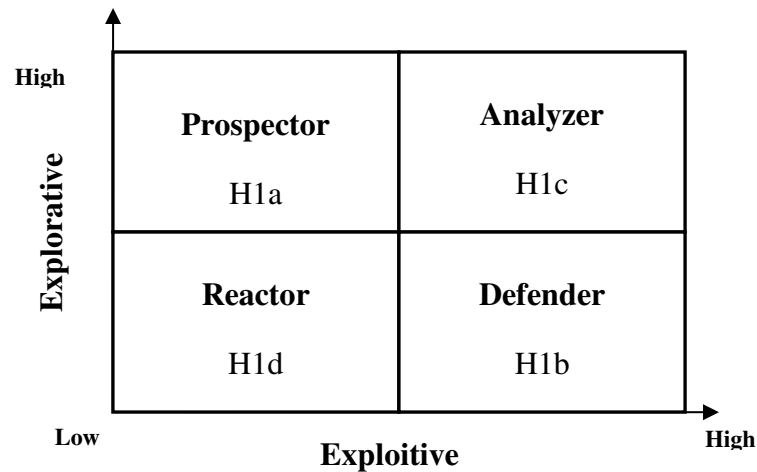 High
Prospector
H1a
Analyzer
H1c
Explorative
Reactor
H1d
Defender
H1b
Low
Exploitive
High